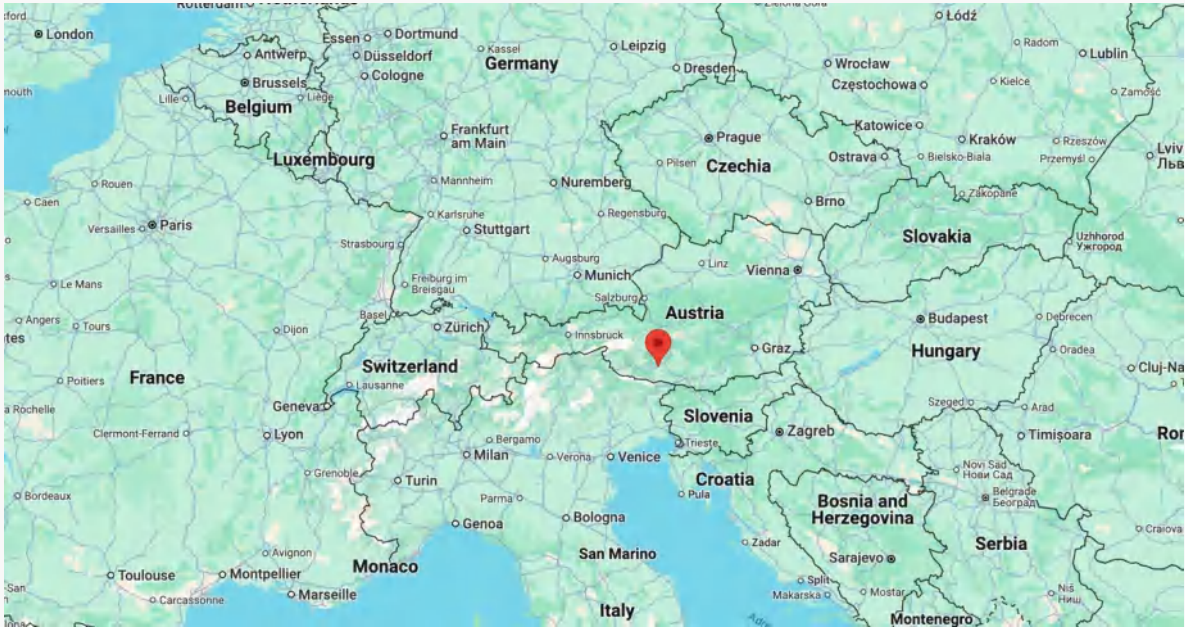 London
Essen
Dortmund
Antwerp
Düsseldorf
Kassel
Leipzig
Łódź
Radom
Lublin
Brussels
Cologne
Germany
Dresden
Wrocław
Częstochowa
Kielce
Zamość
Lille
Liège
Belgium
Frankfurt
am Main
Prague
Katowice
Kraków
Rzeszów
Luxembourg
Pilsen
Czechia
Ostrava
Bielsko-Biala
Przemyśl
Rouen
Mannheim
Nuremberg
Zakopane
Caen
Brno
Karlsruhe
Regensburg
Versailles
Paris
Stuttgart
Slovakia
Uzhhorod
Ужгород
Strasbourg
Augsburg
Linz
Vienna
Munich
Le Mans
Freiburg im
Breisgau
Salzburg
Austria
Angers
Tours
Dijon
Basel
Zürich
Innsbruck
Graz
Budapest
Debrecen
Oradea
Hungary
France
Switzerland
Poitiers
Lausanne
Cluj-Na
Geneva
Slovenia
Szeged
Arad
a Rochelle
Clermont-Ferrand
Lyon
Bergamo
Trieste
Zagreb
Timișoara
Ror
Milan
Verona
Venice
Grenoble
Turin
Croatia
Novi Sad
Нови Сад
Bordeaux
Parma
Pula
Bosnia and
Herzegovina
Belgrade
Београд
Genoa
Bologna
Craiova
Avignon
San Marino
Zadar
Serbia
Monaco
Sarajevo
Toulouse
Montpellier
Split
Niš
Ниш
Marseille
Makarska
Mostar
Carcassonne
Italy
Montenegro